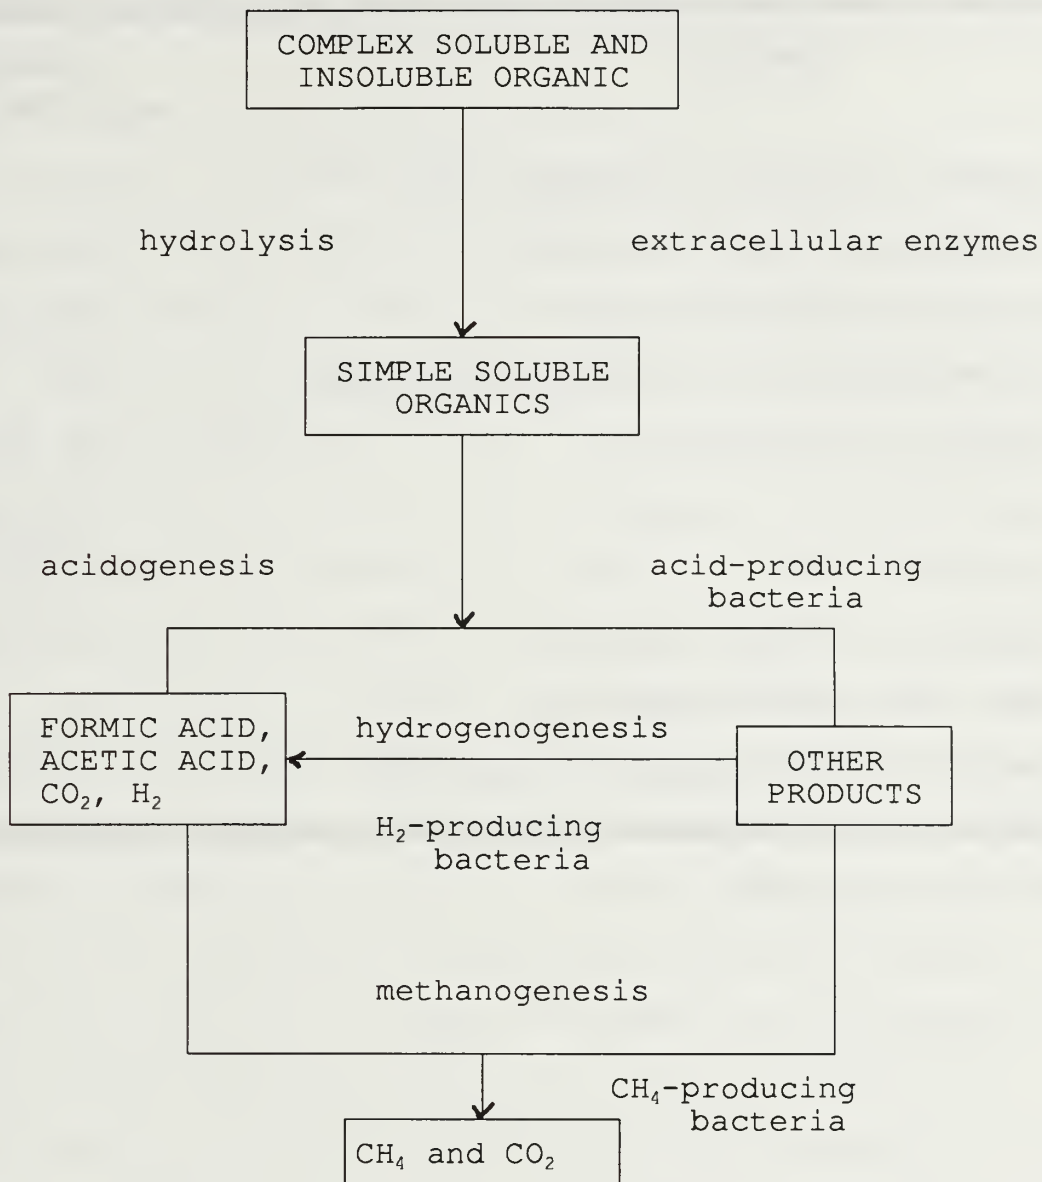 COMPLEX SOLUBLE AND
INSOLUBLE ORGANIC
hydrolysis
extracellular enzymes
SIMPLE SOLUBLE
ORGANICS
acidogenesis
acid-producing
bacteria
FORMIC ACID,
ACETIC ACID,
CO₂, H₂
hydrogenogenesis
OTHER
PRODUCTS
H₂-producing
bacteria
methanogenesis
CH₄-producing
bacteria
CH₄ and CO₂